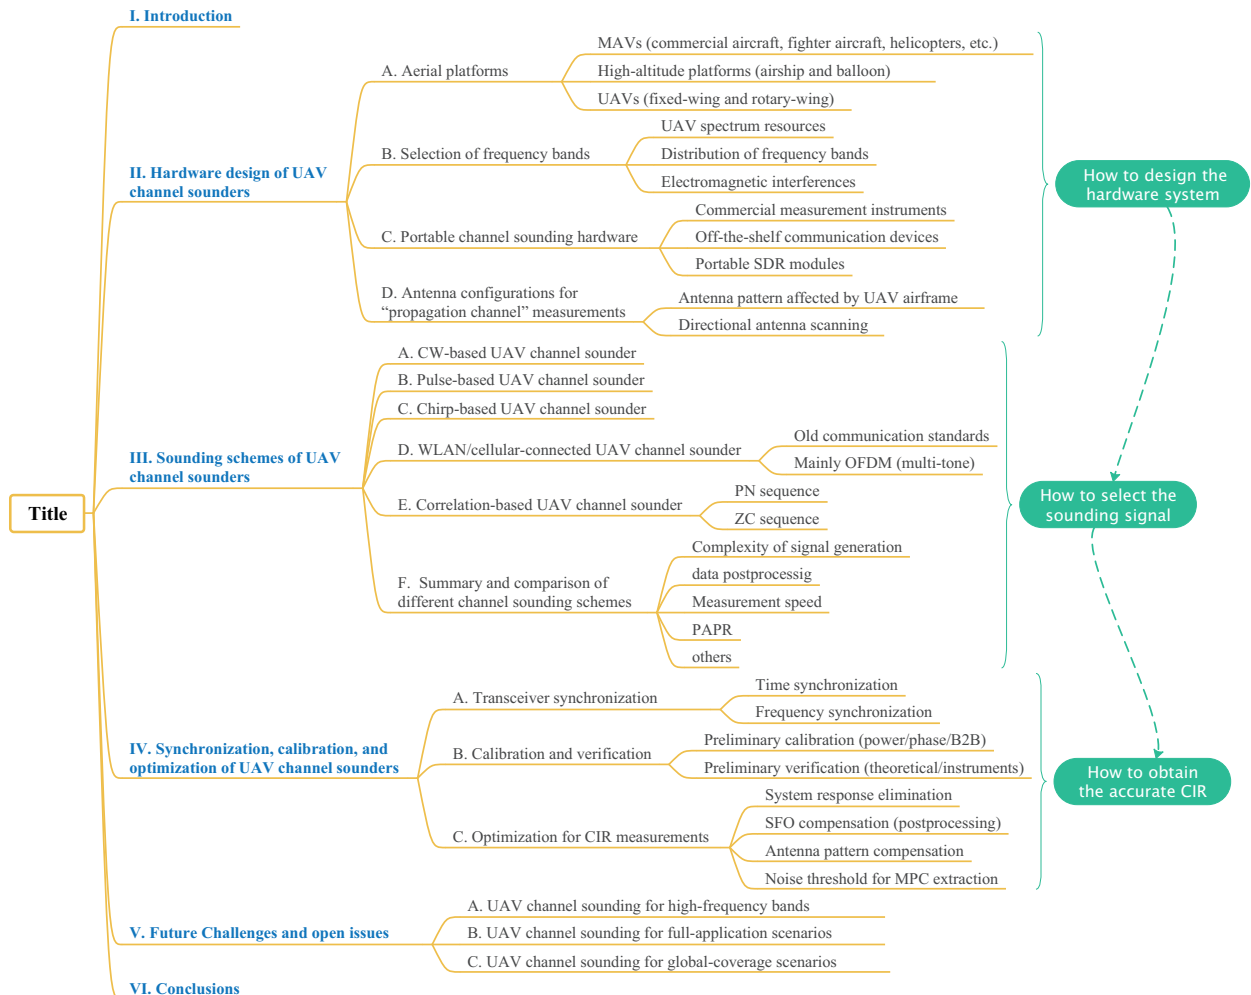 Title
I. Introduction
II. Hardware design of UAV
channel sounders
A. Aerial platforms
MAVs (commercial aircraft, fighter aircraft, helicopters, etc.)
High-altitude platforms (airship and balloon)
UAVs (fixed-wing and rotary-wing)
B. Selection of frequency bands
UAV spectrum resources
Distribution of frequency bands
Electromagnetic interferences
C. Portable channel sounding hardware
Commercial measurement instruments
Off-the-shelf communication devices
Portable SDR modules
D. Antenna configurations for
“propagation channel” measurements
Antenna pattern affected by UAV airframe
Directional antenna scanning
How to design the
hardware system
III. Sounding schemes of UAV
channel sounders
A. CW-based UAV channel sounder
B. Pulse-based UAV channel sounder
C. Chirp-based UAV channel sounder
D. WLAN/cellular-connected UAV channel sounder
Old communication standards
Mainly OFDM (multi-tone)
E. Correlation-based UAV channel sounder
PN sequence
ZC sequence
F. Summary and comparison of
different channel sounding schemes
Complexity of signal generation
data postprocessig
Measurement speed
PAPR
others
How to select the
sounding signal
IV. Synchronization, calibration, and
optimization of UAV channel sounders
A. Transceiver synchronization
Time synchronization
Frequency synchronization
B. Calibration and verification
Preliminary calibration (power/phase/B2B)
Preliminary verification (theoretical/instruments)
C. Optimization for CIR measurements
System response elimination
SFO compensation (postprocessing)
Antenna pattern compensation
Noise threshold for MPC extraction
How to obtain
the accurate CIR
V. Future Challenges and open issues
A. UAV channel sounding for high-frequency bands
B. UAV channel sounding for full-application scenarios
C. UAV channel sounding for global-coverage scenarios
VI. Conclusions